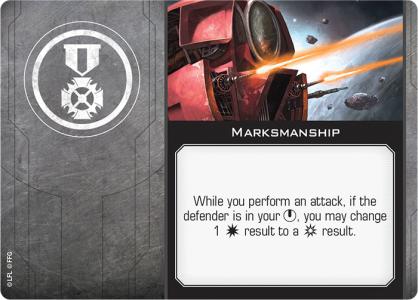 MARKSMANSHIP
While you perform an attack, if the
defender is in your , you may change
1 result to a result.
© LFL © FFG